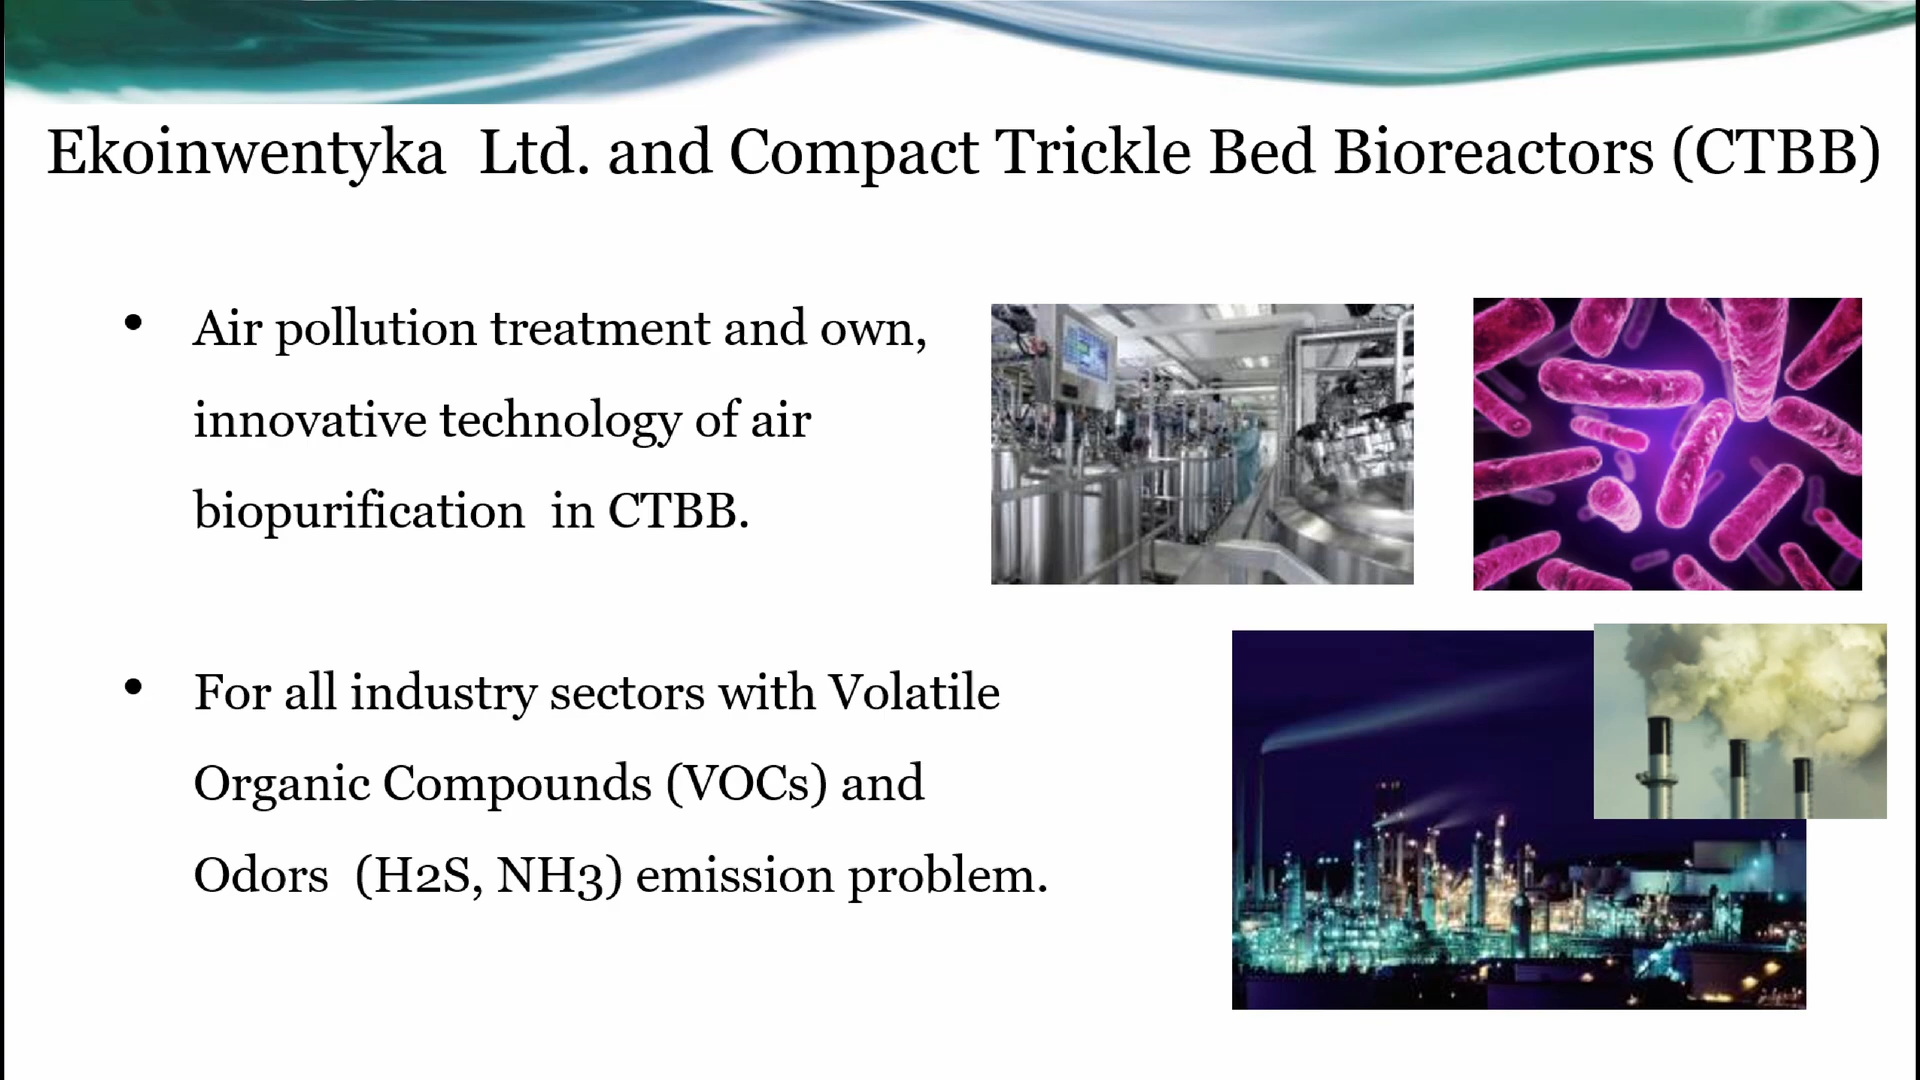 Ekoinwentyka  Ltd. and Compact Trickle Bed Bioreactors (CTBB)
• Air pollution treatment and own,
innovative technology of air
biopurification  in CTBB.
• For all industry sectors with Volatile
Organic Compounds (VOCs) and
Odors  (H2S, NH3) emission problem.